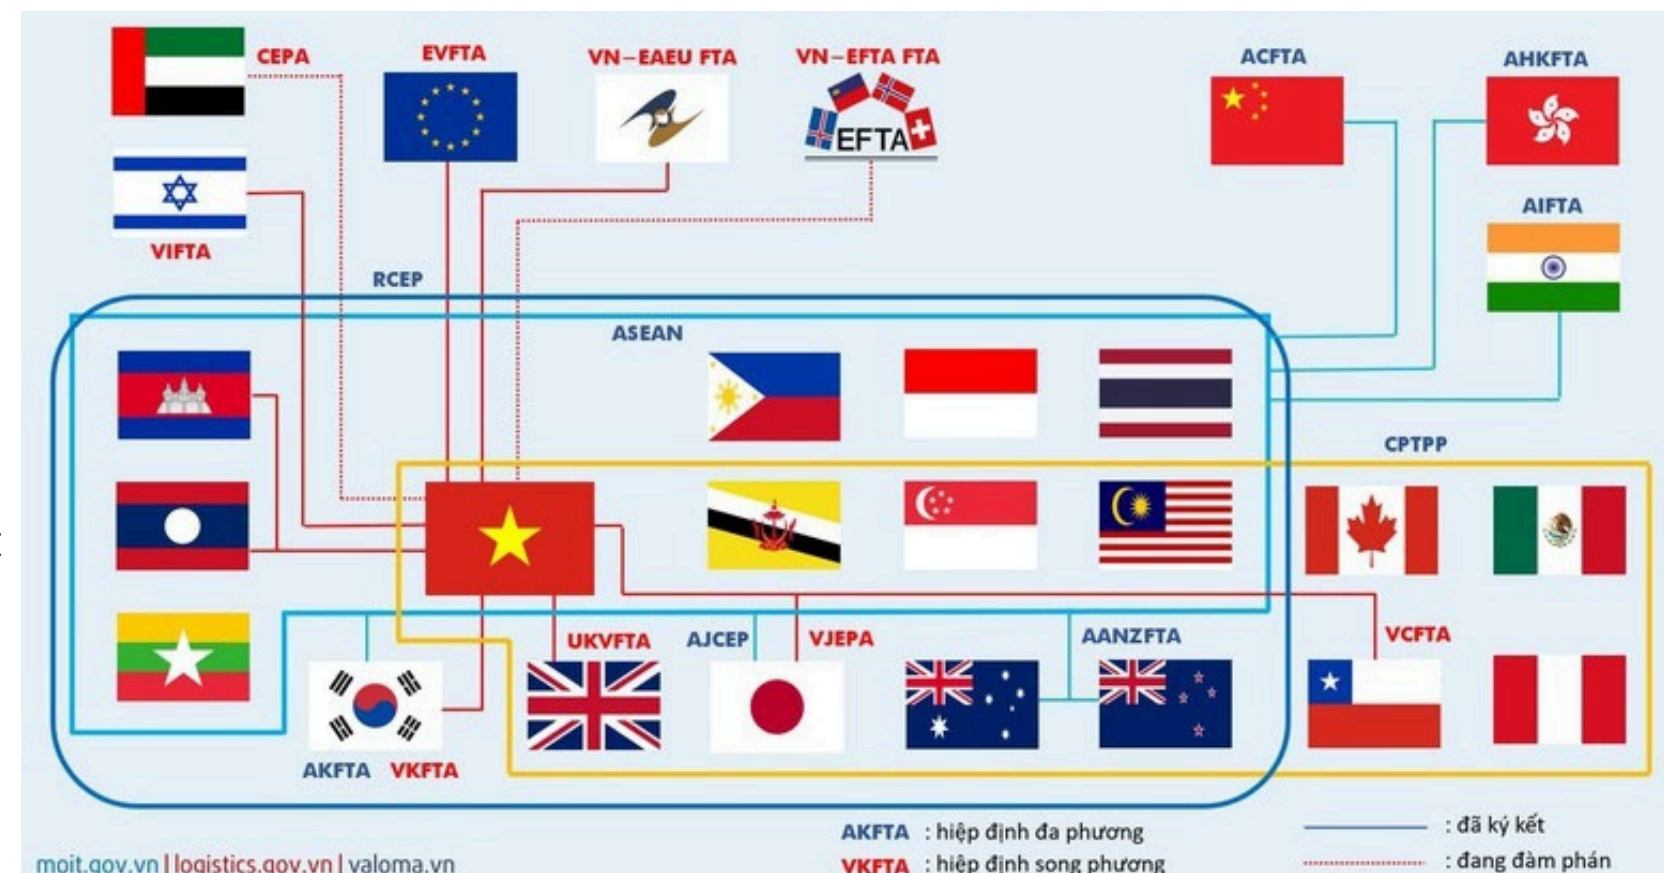 CEPA
EVFTA
VN–EAEU FTA
VN–EFTA FTA
EFTA
ACFTA
AHKFTA
VIFTA
AIFTA
RCEP
ASEAN
CPTPP
UKVFTA
AJCEP
VJEPA
AANZFTA
VCFTA
AKFTA VKFTA
AKFTA : hiệp định đa phương
VKFTA : hiệp định song phương
: đã ký kết
: đang đàm phán
moit.gov.vn | logistics.gov.vn | valoma.vn